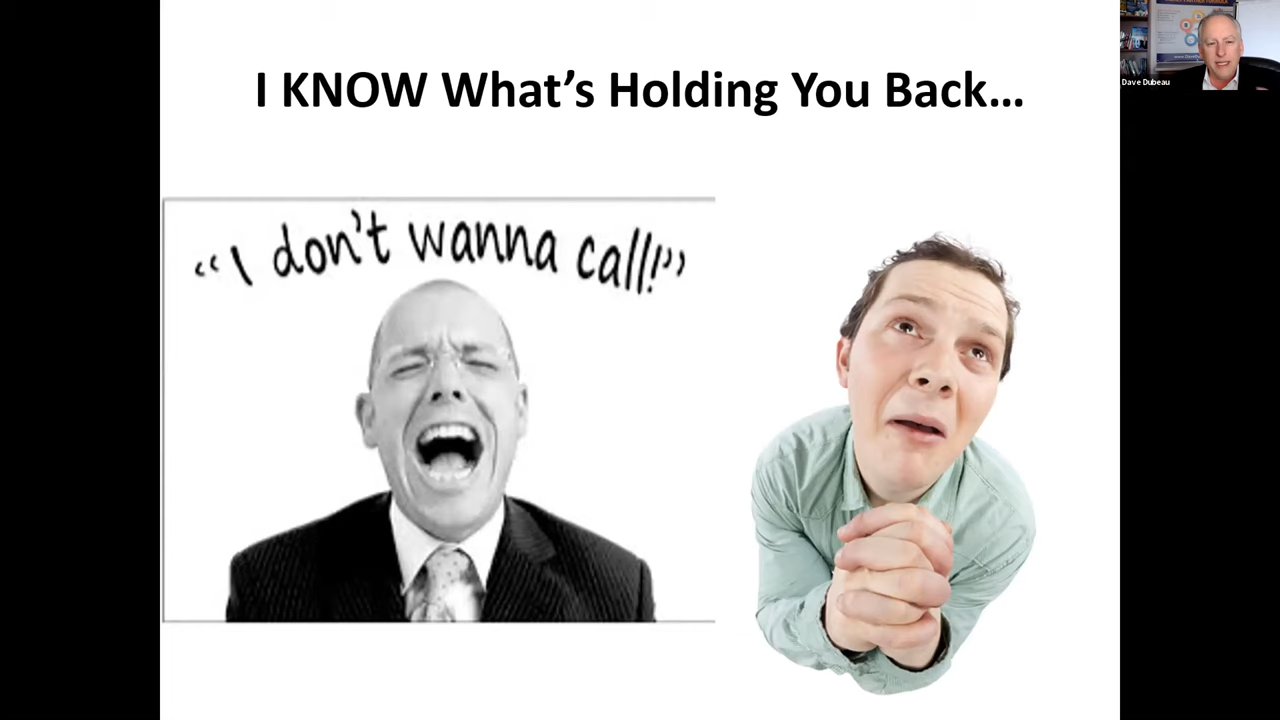 I KNOW What’s Holding You Back…
“I don’t wanna call!”
Dave Dubeau